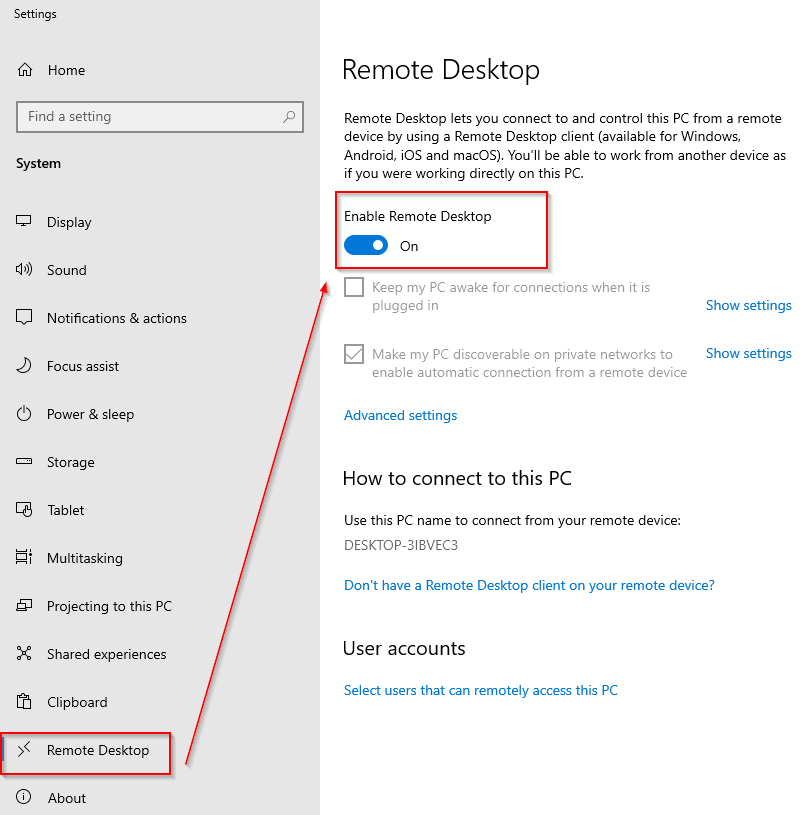 Settings
Home
Find a setting
System
Display
Sound
Notifications & actions
Focus assist
Power & sleep
Storage
Tablet
Multitasking
Projecting to this PC
Shared experiences
Clipboard
Remote Desktop
About
Remote Desktop
Remote Desktop lets you connect to and control this PC from a remote
device by using a Remote Desktop client (available for Windows,
Android, iOS and macOS). You'll be able to work from another device as
if you were working directly on this PC.
Enable Remote Desktop
On
Keep my PC awake for connections when it is
plugged in
Show settings
Make my PC discoverable on private networks to
enable automatic connection from a remote device
Show settings
Advanced settings
How to connect to this PC
Use this PC name to connect from your remote device:
DESKTOP-3IBVEC3
Don't have a Remote Desktop client on your remote device?
User accounts
Select users that can remotely access this PC